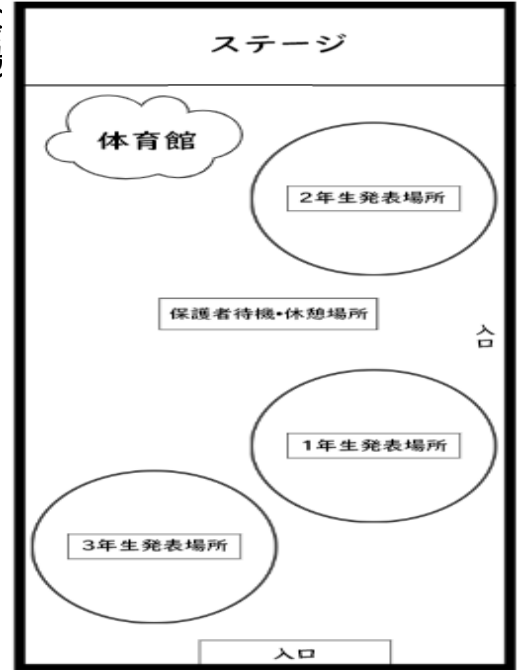 ステージ
体育館
2年生発表場所
保護者待機・休憩場所
入口
1年生発表場所
3年生発表場所
入口